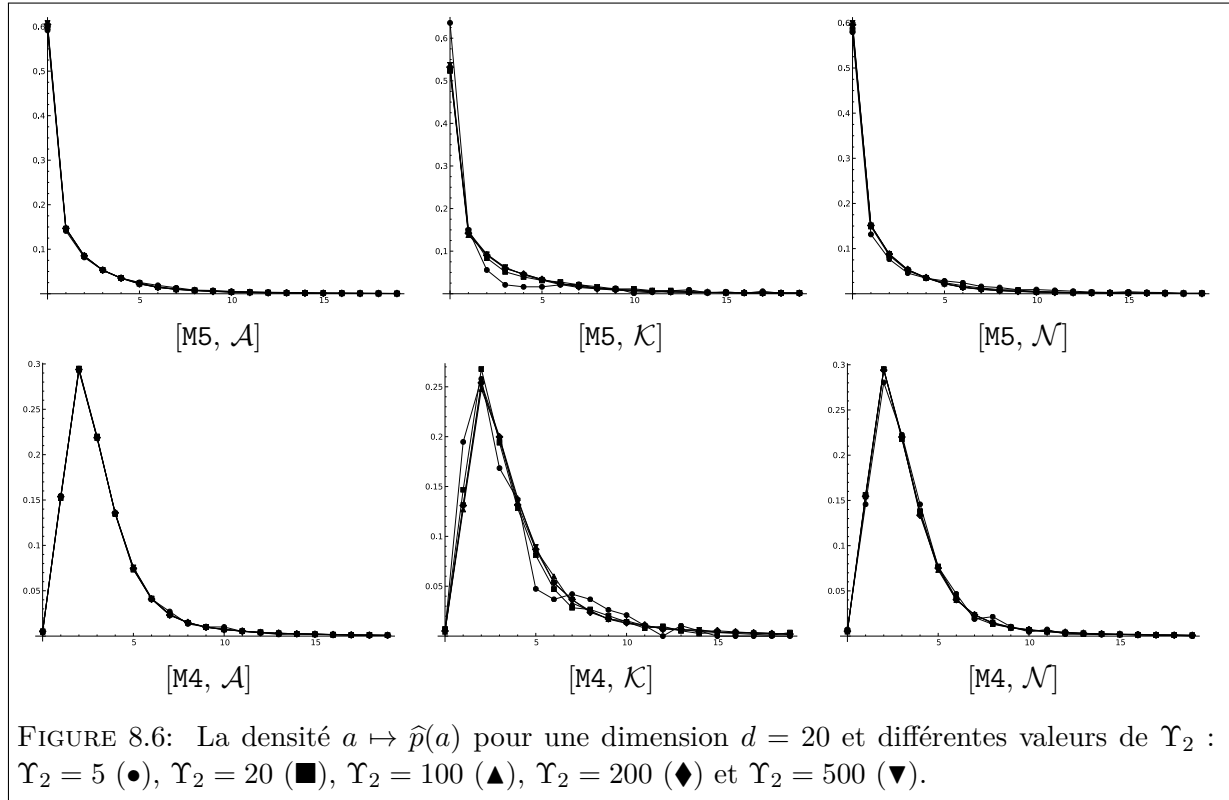 0.6 0.5 0.4 0.3 0.2 0.1 5 10 15
0.6 0.5 0.4 0.3 0.2 0.1 5 10 15
0.6 0.5 0.4 0.3 0.2 0.1 5 10 15
[M5, 𝒜] [M5, 𝒦] [M5, 𝒩]
0.3 0.25 0.2 0.15 0.1 0.05 5 10 15
0.25 0.2 0.15 0.1 0.05 5 10 15
0.3 0.25 0.2 0.15 0.1 0.05 5 10 15
[M4, 𝒜] [M4, 𝒦] [M4, 𝒩]
FIGURE 8.6: La densité a ↦ p̂(a) pour une dimension d = 20 et différentes valeurs de ϒ₂ :
ϒ₂ = 5 (●), ϒ₂ = 20 (■), ϒ₂ = 100 (▲), ϒ₂ = 200 (♦) et ϒ₂ = 500 (▼).